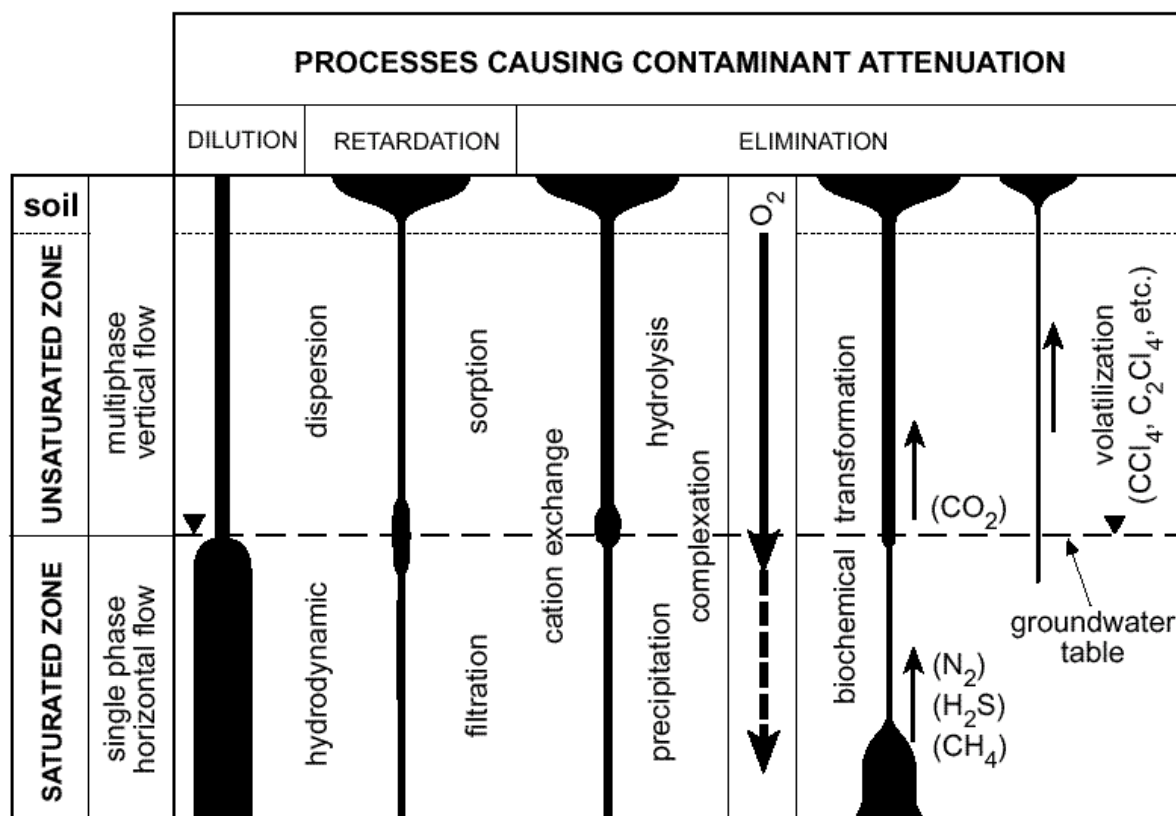 PROCESSES CAUSING CONTAMINANT ATTENUATION
DILUTION
RETARDATION
ELIMINATION
soil
UNSATURATED ZONE
multiphase
vertical flow
SATURATED ZONE
single phase
horizontal flow
hydrodynamic dispersion
sorption
filtration
cation exchange
hydrolysis
complexation
precipitation
O₂
biochemical transformation
(CO₂)
(N₂)
(H₂S)
(CH₄)
volatilization
(CCl₄, C₂Cl₄, etc.)
groundwater
table